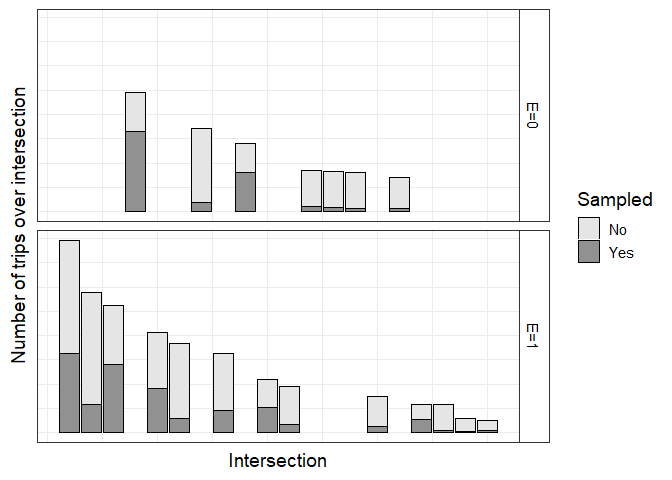 Number of trips over intersection
E=0
E=1
Intersection
Sampled
No
Yes